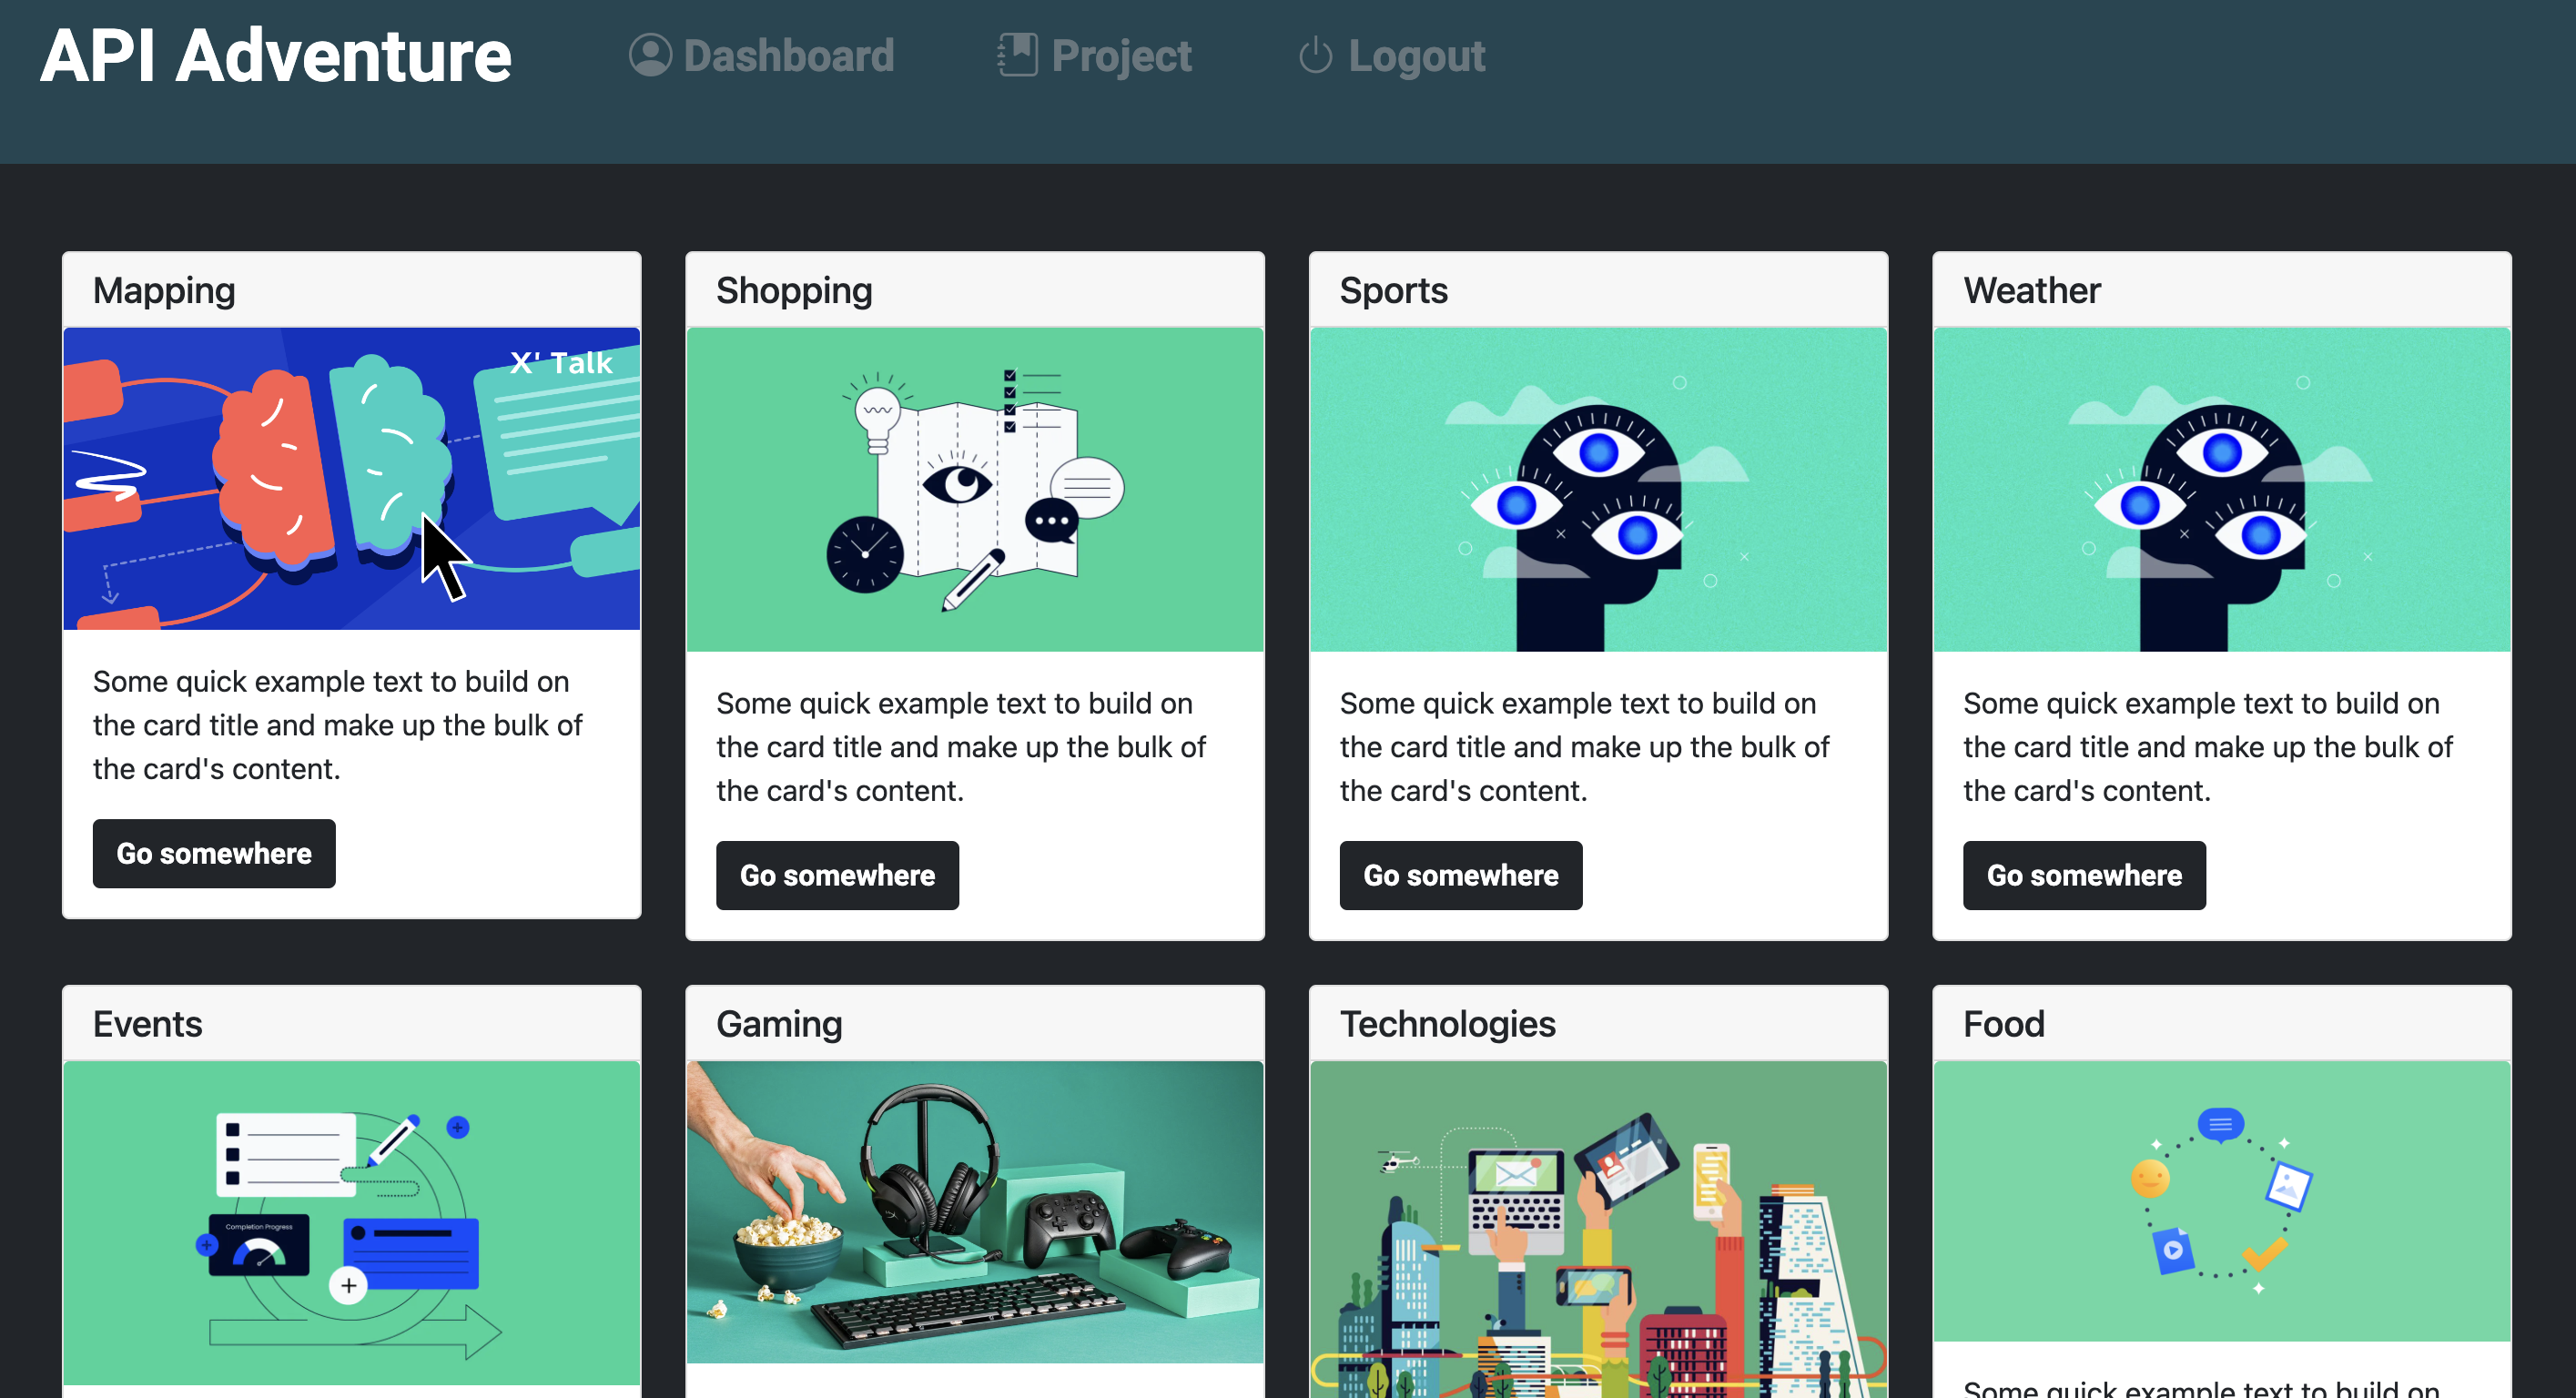 API Adventure
Dashboard
Project
Logout
Mapping
X' Talk
Some quick example text to build on
the card title and make up the bulk of
the card's content.
Go somewhere
Shopping
Some quick example text to build on
the card title and make up the bulk of
the card's content.
Go somewhere
Sports
Some quick example text to build on
the card title and make up the bulk of
the card's content.
Go somewhere
Weather
Some quick example text to build on
the card title and make up the bulk of
the card's content.
Go somewhere
Events
Completion Progress
Gaming
Technologies
Food
Some quick example text to build on